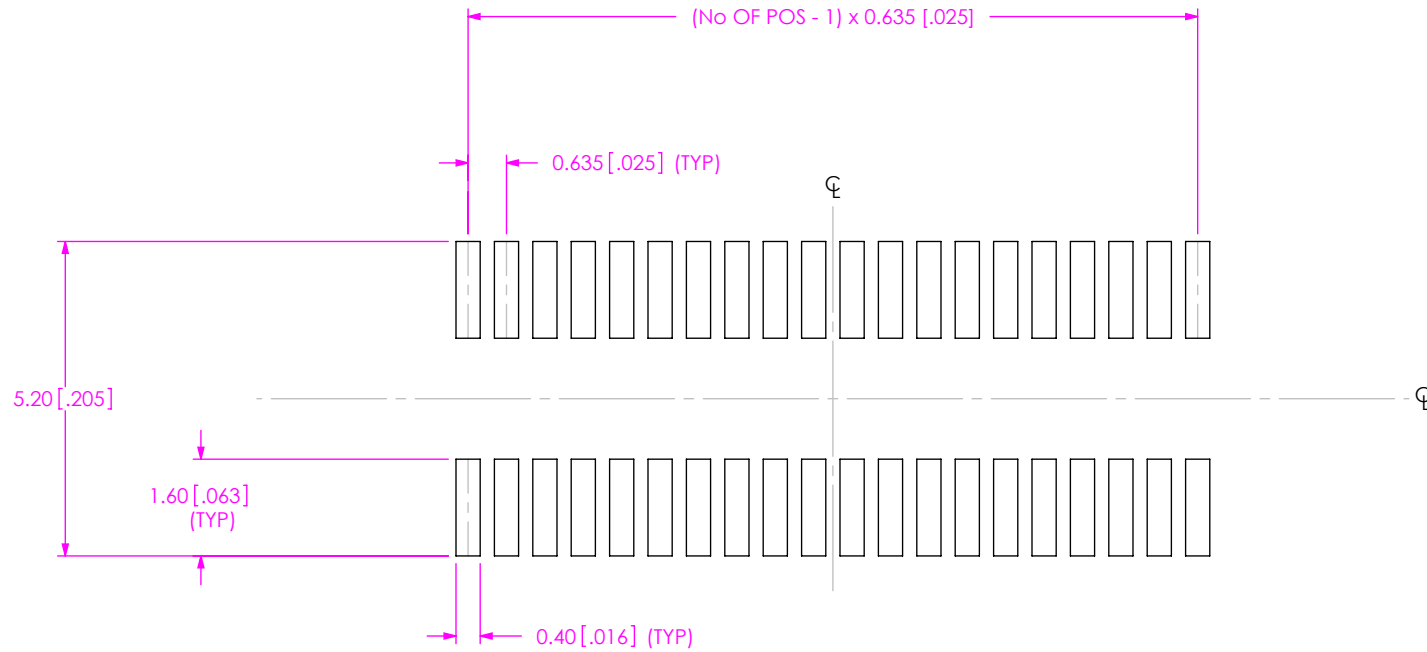 (No OF POS - 1) x 0.635 [.025]
0.635 [.025] (TYP)
℄
5.20 [.205]
℄
1.60 [.063]
(TYP)
0.40 [.016] (TYP)